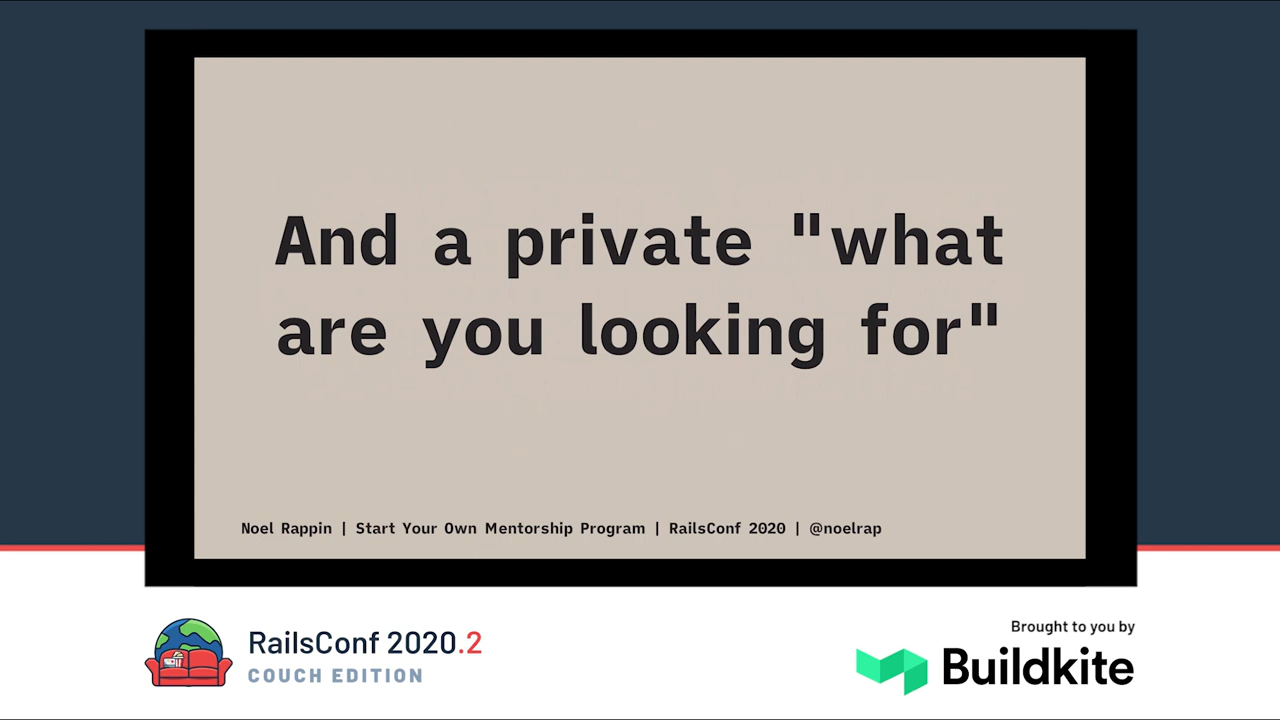 And a private "what
are you looking for"
Noel Rappin | Start Your Own Mentorship Program | RailsConf 2020 | @noelrap
RailsConf 2020.2
COUCH EDITION
Brought to you by
Buildkite